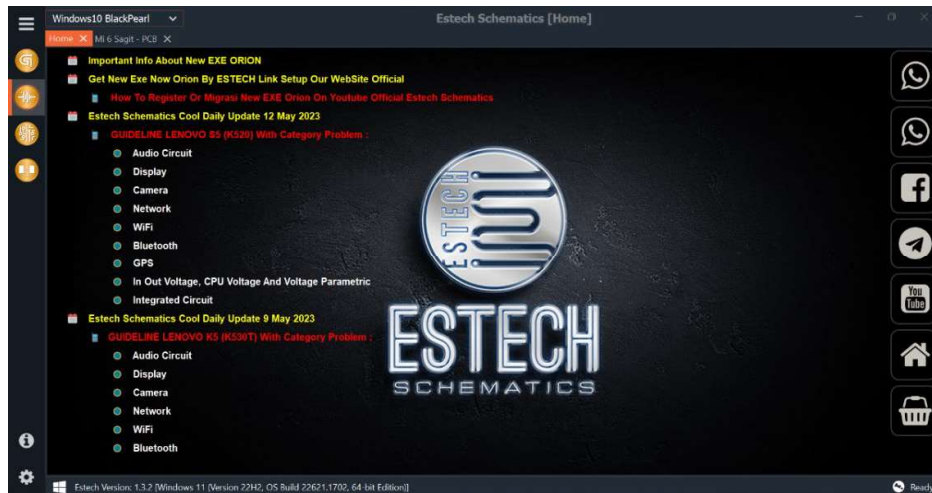 Windows10 BlackPearl
Estech Schematics [Home]
Home
Mi 6 Sagit - PCB
Important Info About New EXE ORION
Get New Exe Now Orion By ESTECH Link Setup Our WebSite Official
How To Register Or Migrasi New EXE Orion On Youtube Official Estech Schematics
Estech Schematics Cool Daily Update 12 May 2023
GUIDELINE LENOVO S5 (K520) With Category Problem :
Audio Circuit
Display
Camera
Network
WiFi
Bluetooth
GPS
In Out Voltage, CPU Voltage And Voltage Parametric
Integrated Circuit
Estech Schematics Cool Daily Update 9 May 2023
GUIDELINE LENOVO K5 (K530T) With Category Problem :
Audio Circuit
Display
Camera
Network
WiFi
Bluetooth
ESTECH
ESTECH
SCHEMATICS
You
Tube
Estech Version: 1.3.2 [Windows 11 (Version 22H2, OS Build 22621.1702, 64-bit Edition)]
Ready